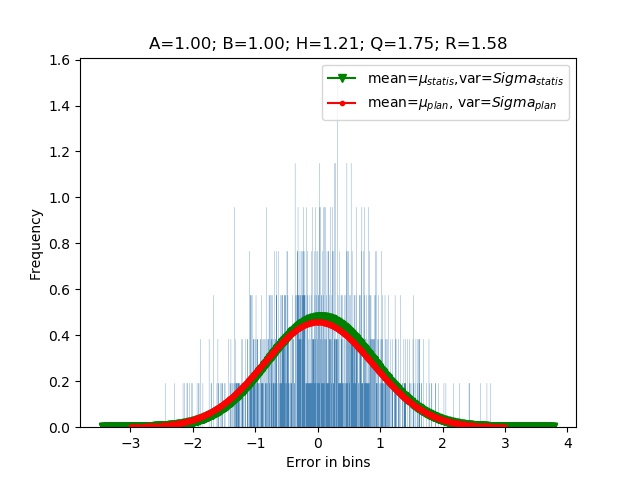 A=1.00; B=1.00; H=1.21; Q=1.75; R=1.58
1.6
1.4
1.2
1.0
0.8
0.6
0.4
0.2
0.0
Frequency
mean=μstatis,var=Sigmastatis
mean=μplan, var=Sigmaplan
−3 −2 −1 0 1 2 3 4
Error in bins